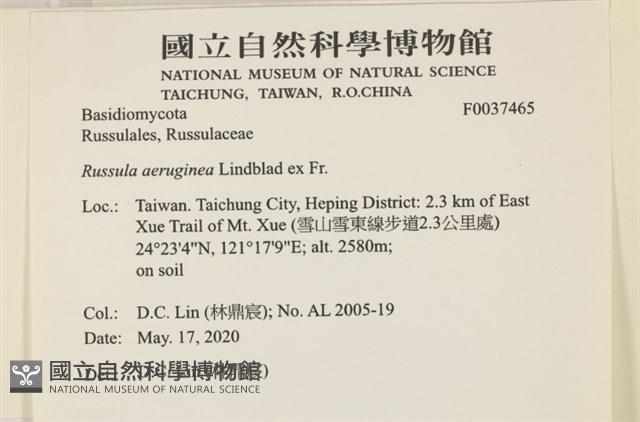 國立自然科學博物館
NATIONAL MUSEUM OF NATURAL SCIENCE
TAICHUNG, TAIWAN, R.O.CHINA
Basidiomycota F0037465
Russulales, Russulaceae
Russula aeruginea Lindblad ex Fr.
Loc.: Taiwan. Taichung City, Heping District: 2.3 km of East
Xue Trail of Mt. Xue (雪山雪東線步道2.3公里處)
24°23'4"N, 121°17'9"E; alt. 2580m;
on soil
Col.: D.C. Lin (林鼎宸); No. AL 2005-19
Date: May. 17, 2020
國立自然科學博物館
NATIONAL MUSEUM OF NATURAL SCIENCE